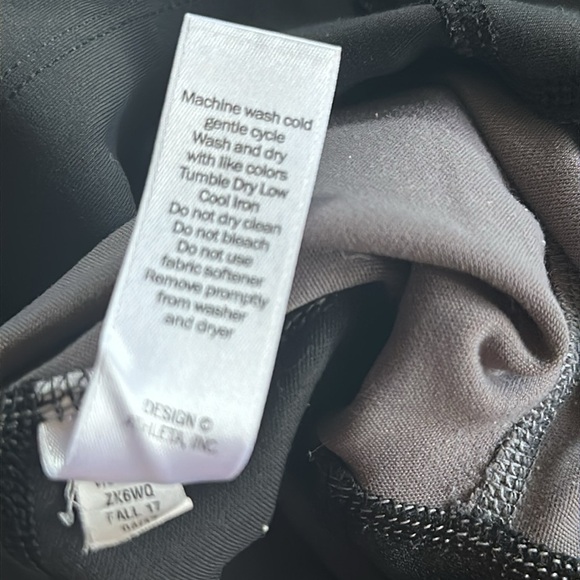 Machine wash cold
gentle cycle
Wash and dry
with like colors
Tumble Dry Low
Cool Iron
Do not dry clean
Do not bleach
Do not use
fabric softener
Remove promptly
from washer
and dryer
DESIGN ©
ATHLETA, INC.
ZK6WO
FALL 17